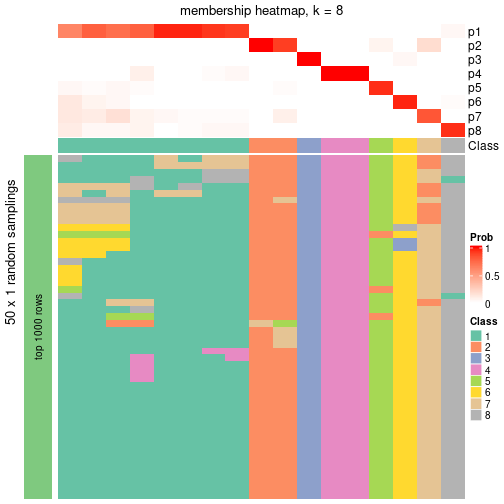 membership heatmap, k = 8
p1
p2
p3
p4
p5
p6
p7
p8
Class
50 x 1 random samplings
top 1000 rows
Prob
1
0.5
0
Class
1
2
3
4
5
6
7
8